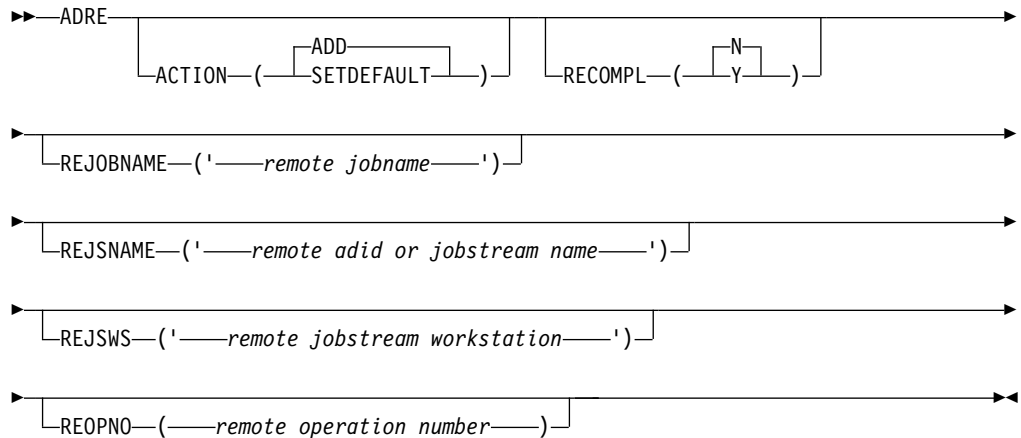 ADRE
ADD
N
ACTION ( SETDEFAULT )
RECOMPL ( Y )
REJOBNAME (' remote jobname ')
REJSNAME (' remote adid or jobstream name ')
REJSWS (' remote jobstream workstation ')
REOPNO ( remote operation number )